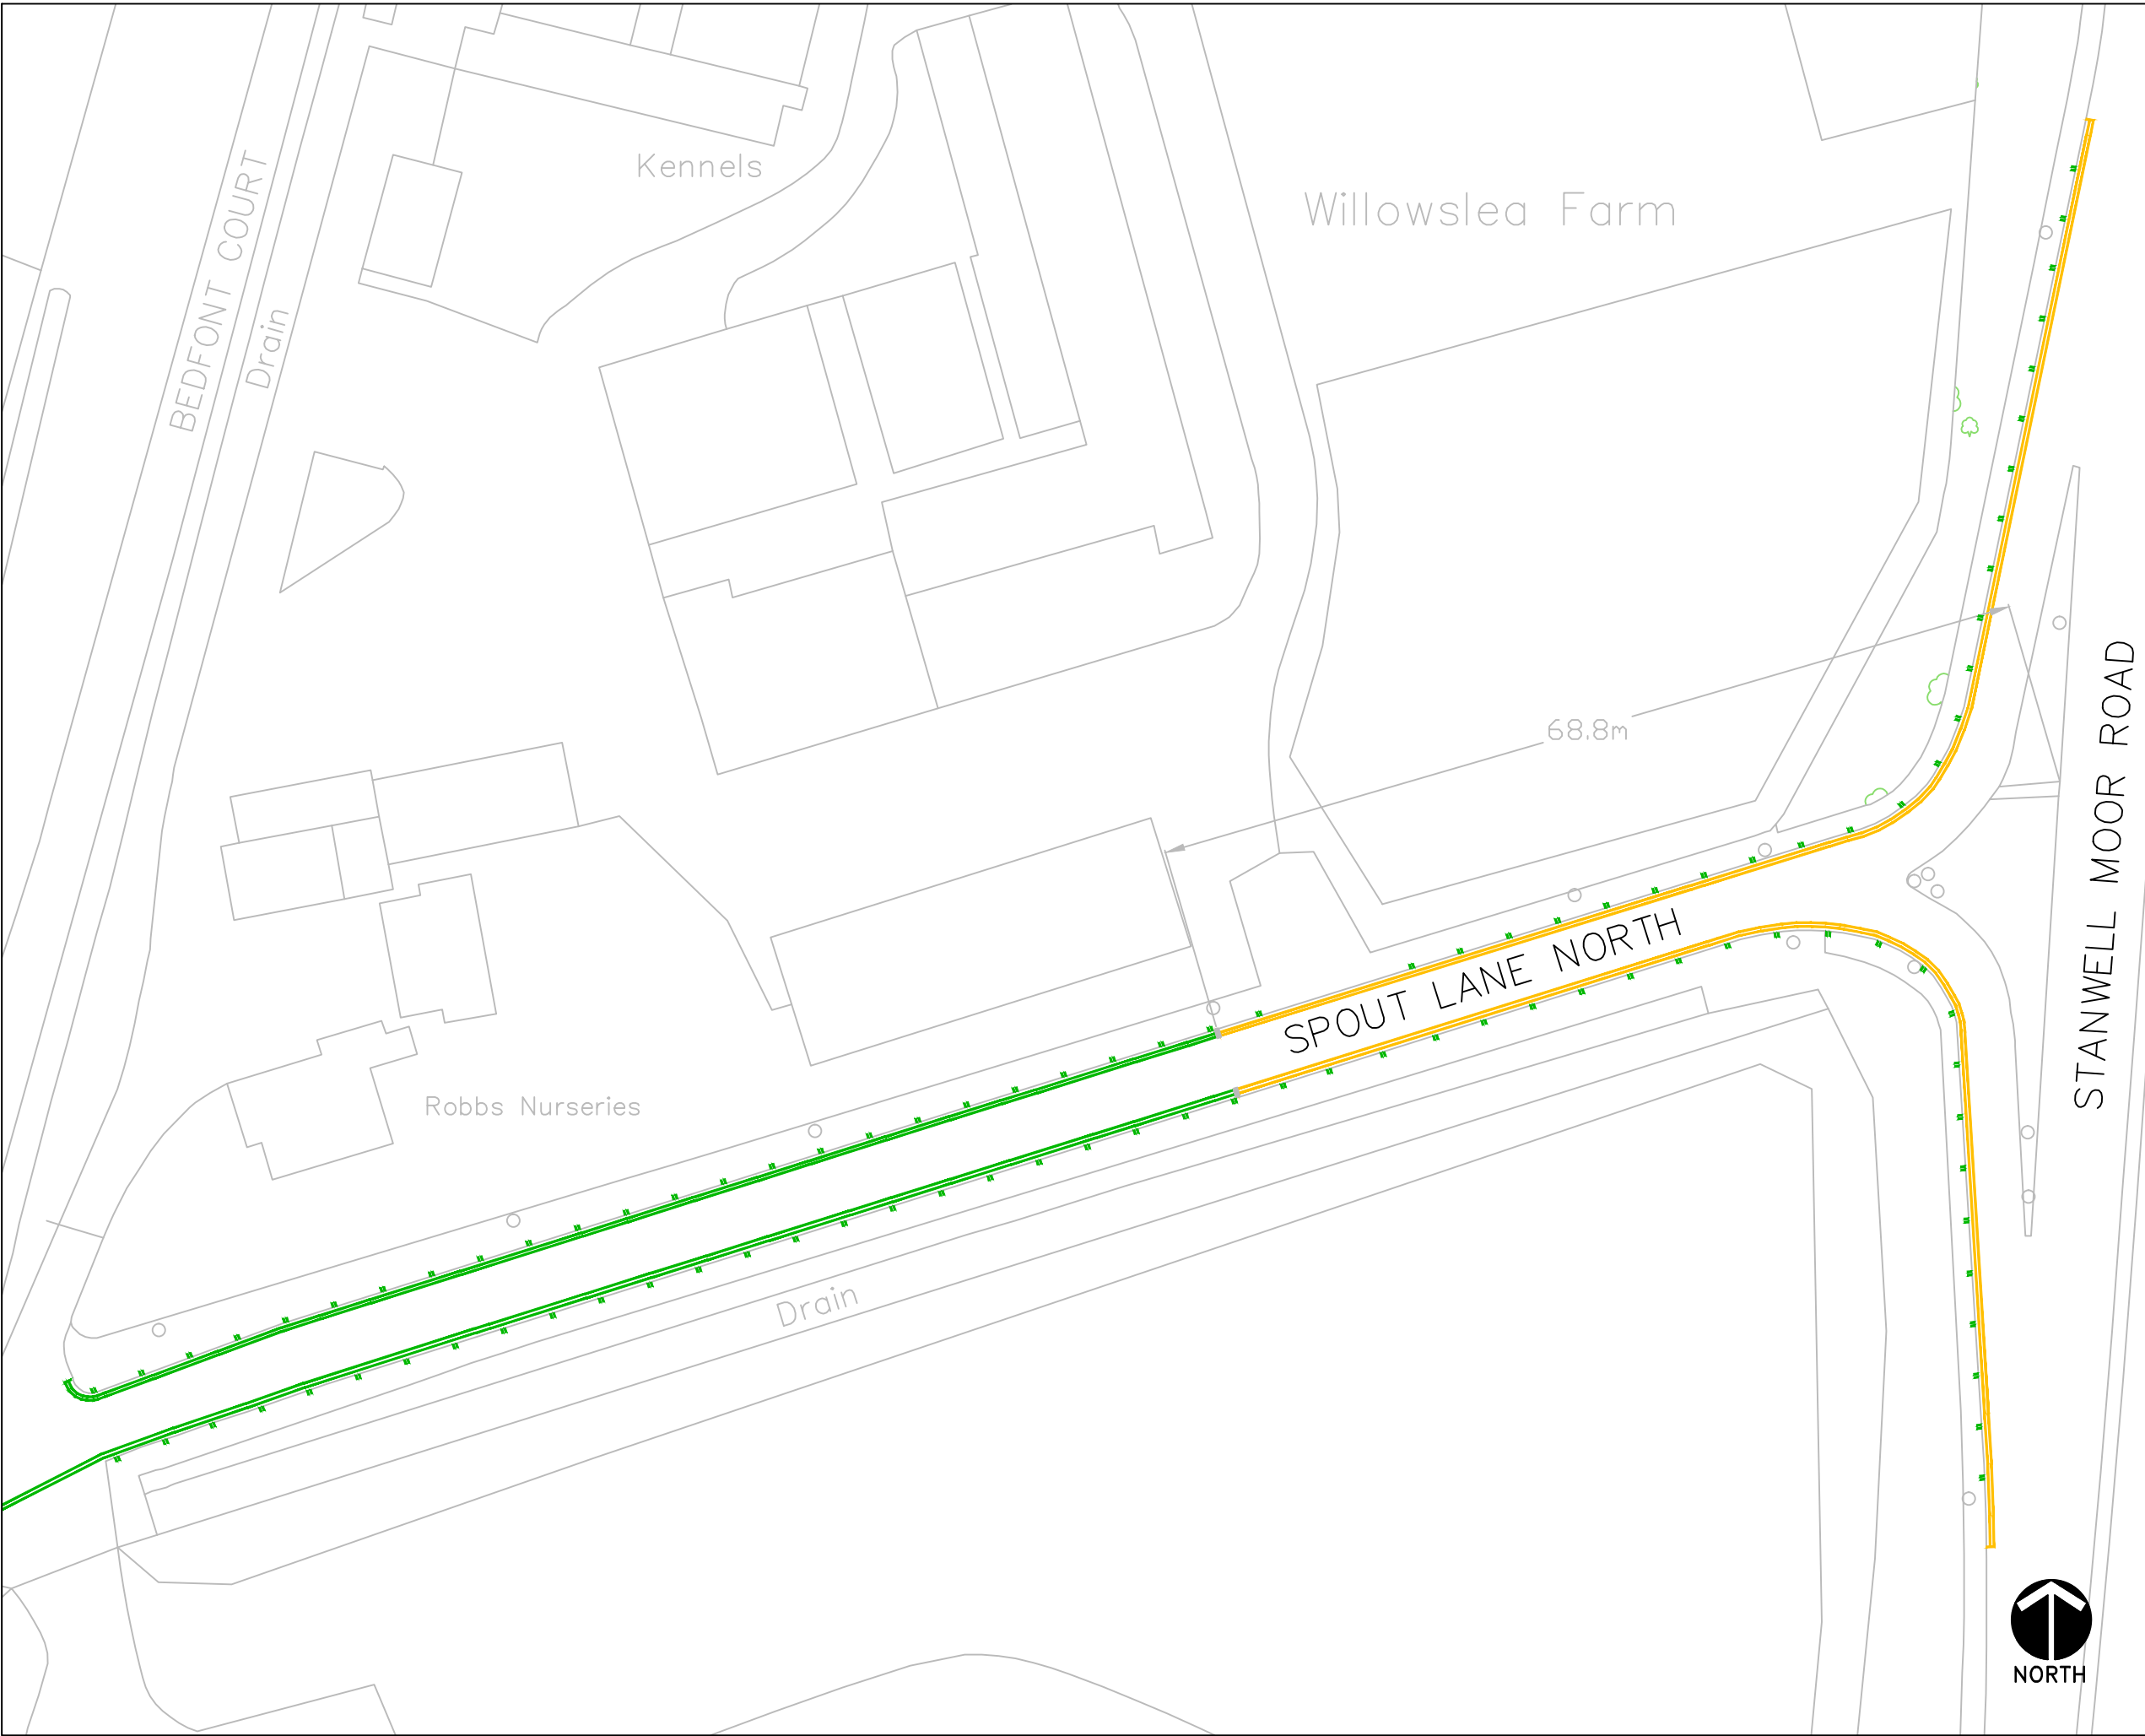 Kennels
Willowslea Farm
BEDFONT COURT
Drain
68.8m
STANWELL MOOR ROAD
SPOUT LANE NORTH
Robbs Nurseries
Drain
NORTH